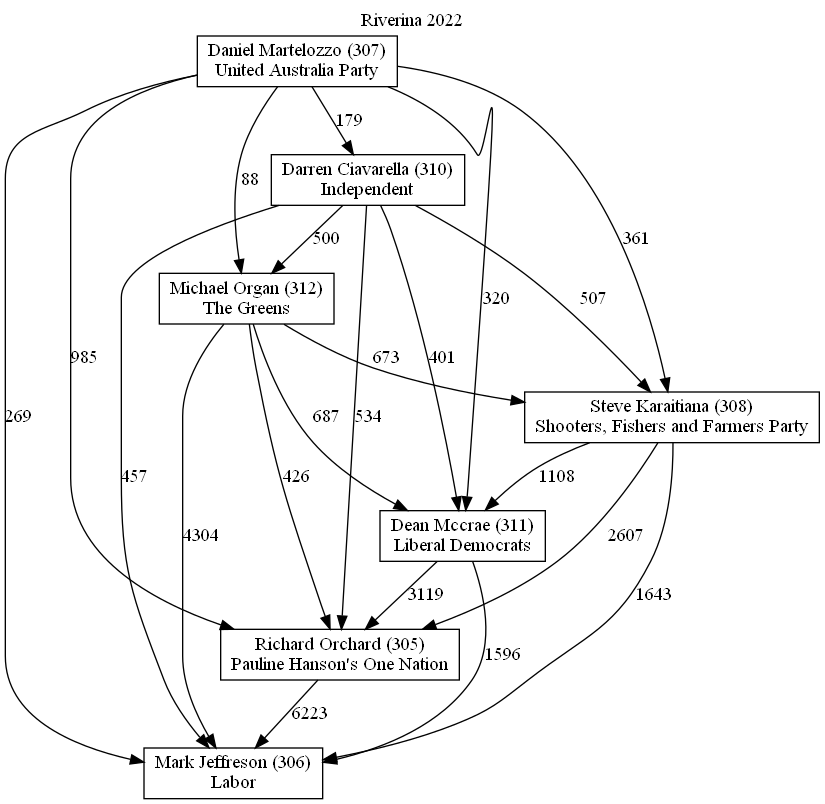 Riverina 2022
Daniel Martelozzo (307)
United Australia Party
179
Darren Ciavarella (310)
Independent
88
500
361
Michael Organ (312)
The Greens
320
507
985
673
401
269
687
534
Steve Karaitiana (308)
Shooters, Fishers and Farmers Party
457
426
1108
4304
Dean Mccrae (311)
Liberal Democrats
2607
3119
1643
Richard Orchard (305)
Pauline Hanson's One Nation
1596
6223
Mark Jeffreson (306)
Labor